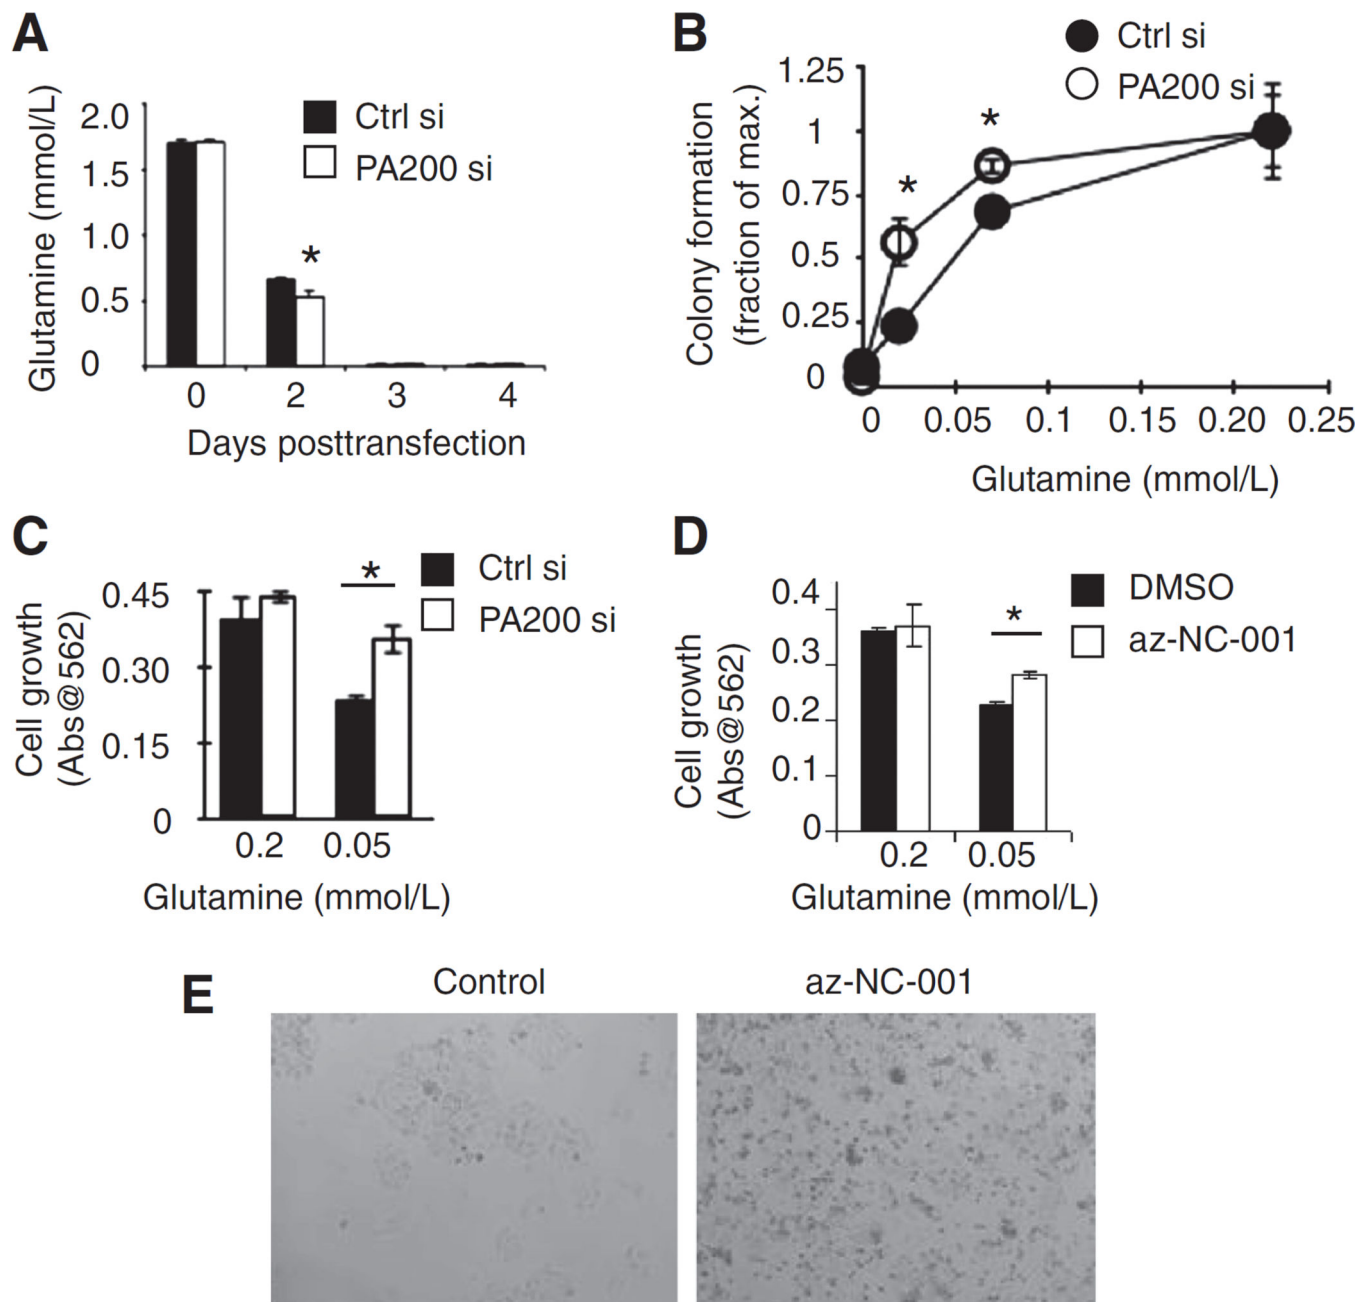 A
Glutamine (mmol/L)
2.0
1.5
1.0
0.5
0
Ctrl si
PA200 si
*
0 2 3 4
Days posttransfection
B
Colony formation
(fraction of max.)
1.25
1
0.75
0.5
0.25
0
Ctrl si
PA200 si
*
*
0 0.05 0.1 0.15 0.20 0.25
Glutamine (mmol/L)
C
Cell growth
(Abs@562)
0.45
0.30
0.15
0
*
Ctrl si
PA200 si
0.2 0.05
Glutamine (mmol/L)
D
Cell growth
(Abs@562)
0.4
0.3
0.2
0.1
0
*
DMSO
az-NC-001
0.2 0.05
Glutamine (mmol/L)
E
Control
az-NC-001